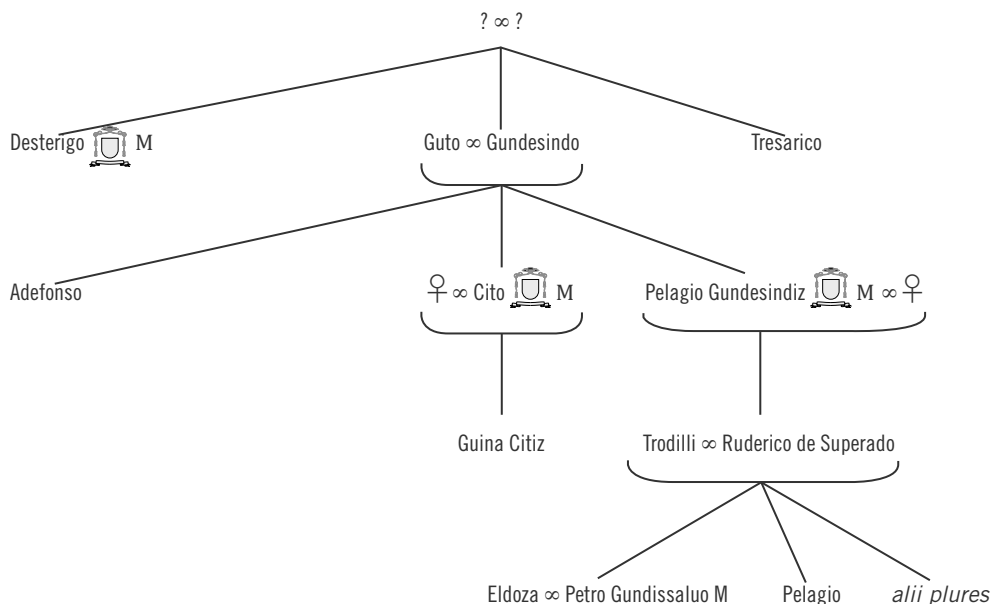 ? ∞ ?
Desterigo M Guto ∞ Gundesindo Tresarico
Adefonso ♀ ∞ Cito M Pelagio Gundesindiz M ∞ ♀
Guina Citiz Trodilli ∞ Ruderico de Superado
Eldoza ∞ Petro Gundissaluo M Pelagio alii plures